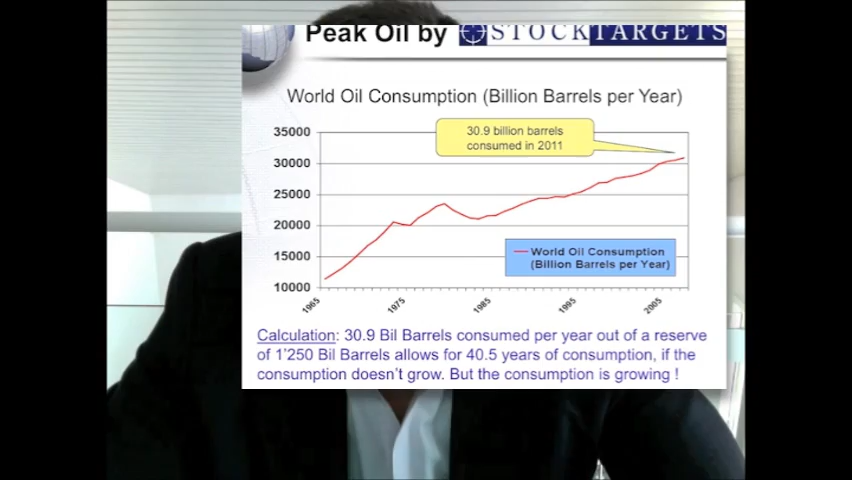 Peak Oil by STOCKTARGETS
World Oil Consumption (Billion Barrels per Year)
35000
30.9 billion barrels
consumed in 2011
30000
25000
20000
World Oil Consumption
(Billion Barrels per Year)
15000
10000
1965
1975
1985
1995
2005
Calculation: 30.9 Bil Barrels consumed per year out of a reserve
of 1'250 Bil Barrels allows for 40.5 years of consumption, if the
consumption doesn't grow. But the consumption is growing !